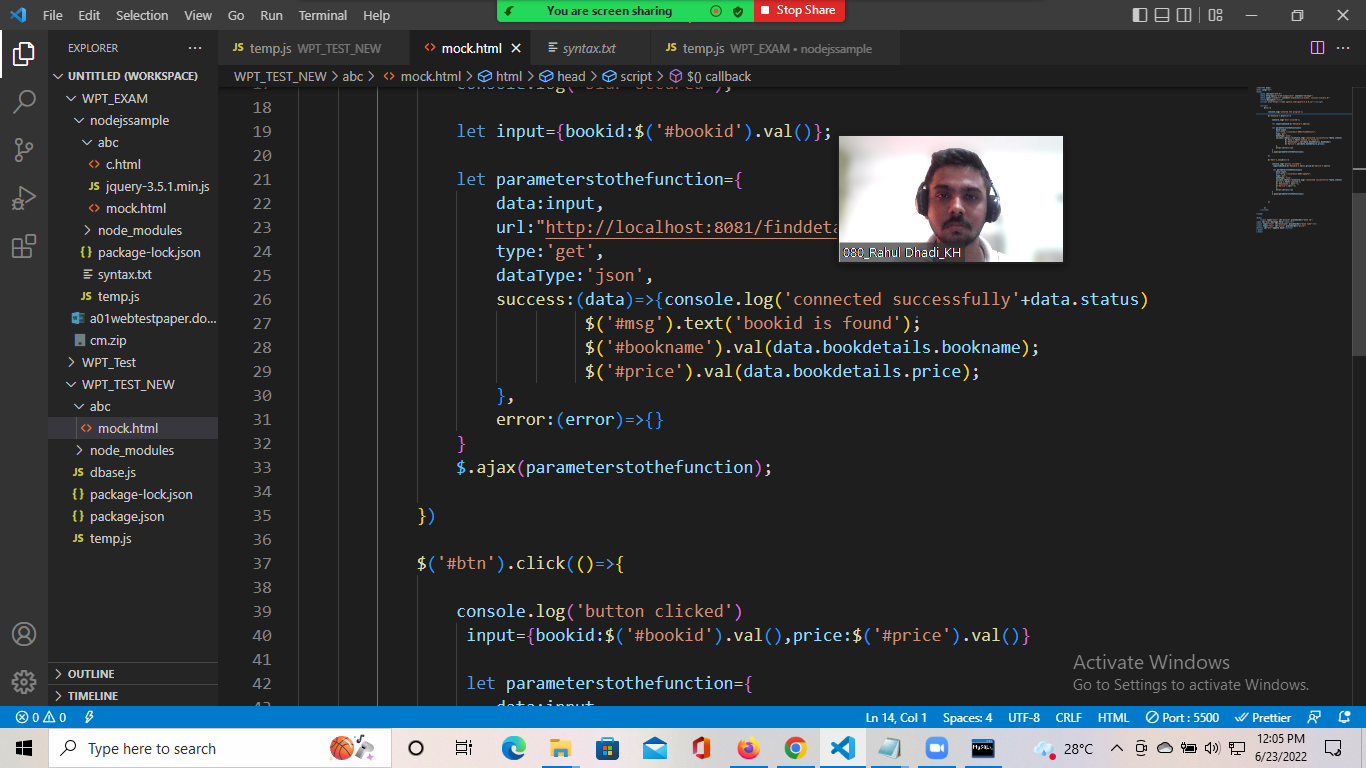 File Edit Selection View Go Run Terminal Help
You are screen sharing
Stop Share
EXPLORER
temp.js WPT_TEST_NEW
mock.html
syntax.txt
temp.js WPT_EXAM • nodejssample
UNTITLED (WORKSPACE)
WPT_EXAM
nodejssample
abc
c.html
jquery-3.5.1.min.js
mock.html
node_modules
package-lock.json
syntax.txt
temp.js
a01webtestpaper.do...
cm.zip
WPT_Test
WPT_TEST_NEW
abc
mock.html
node_modules
dbase.js
package-lock.json
package.json
temp.js
OUTLINE
TIMELINE
WPT_TEST_NEW > abc > mock.html > html > head > script > $() callback
18
19 let input={bookid:$('#bookid').val()};
20
21 let parameterstothefunction={
22 data:input,
23 url:"http://localhost:8081/finddeta
24 type:'get',
25 dataType:'json',
26 success:(data)=>{console.log('connected successfully'+data.status)
27 $('#msg').text('bookid is found');
28 $('#bookname').val(data.bookdetails.bookname);
29 $('#price').val(data.bookdetails.price);
30 },
31 error:(error)=>{}
32 }
33 $.ajax(parameterstothefunction);
34
35 })
36
37 $('#btn').click(()=>{
38
39 console.log('button clicked')
40 input={bookid:$('#bookid').val(),price:$('#price').val()}
41
42 let parameterstothefunction={
data:input
080_Rahul Dhadi_KH
Activate Windows
Go to Settings to activate Windows.
0 0
Ln 14, Col 1 Spaces: 4 UTF-8 CRLF HTML Port : 5500 Prettier
Type here to search
MySQL
28°C
12:05 PM
6/23/2022